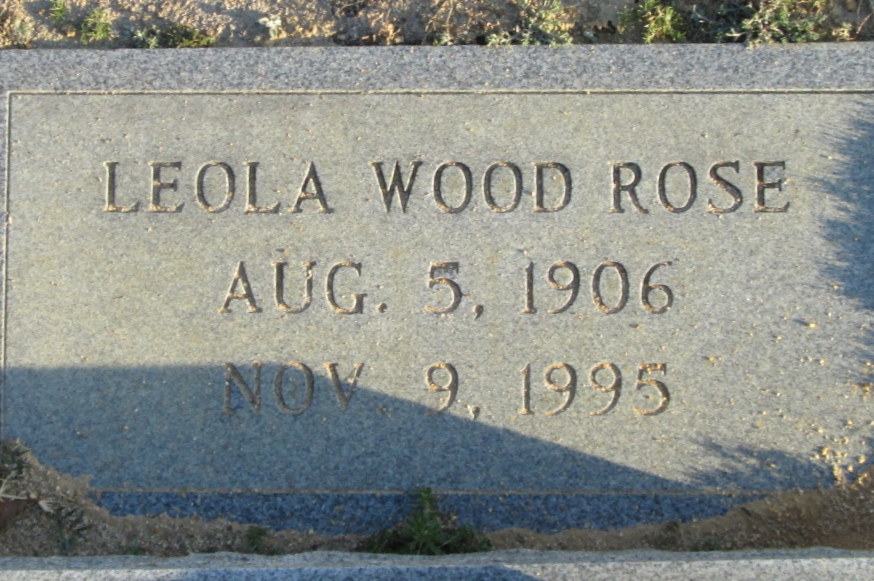 LEOLA WOOD ROSE
AUG. 5, 1906
NOV. 9, 1995